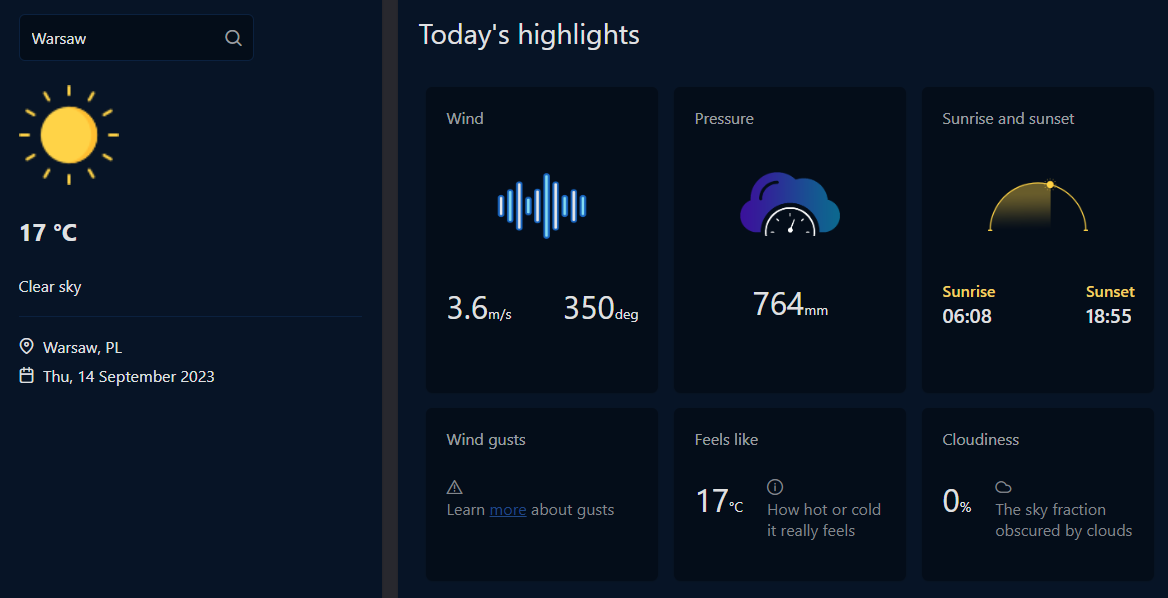 Warsaw
17 °C
Clear sky
Warsaw, PL
Thu, 14 September 2023
Today's highlights
Wind
3.6m/s 350deg
Pressure
764mm
Sunrise and sunset
Sunrise Sunset
06:08 18:55
Wind gusts
Learn more about gusts
Feels like
17°C
How hot or cold
it really feels
Cloudiness
0%
The sky fraction
obscured by clouds